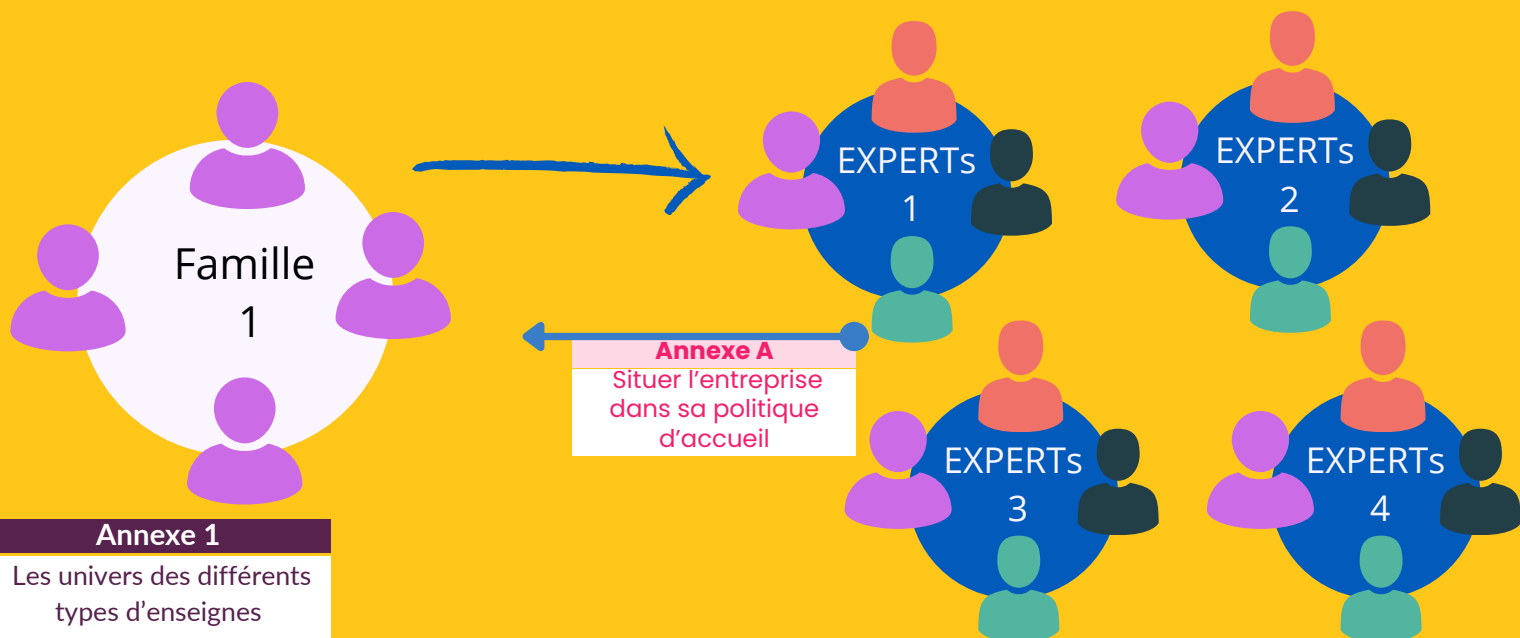 Famille
1
Annexe 1
Les univers des différents
types d'enseignes
Annexe A
Situer l'entreprise
dans sa politique
d'accueil
EXPERTs
1
EXPERTs
2
EXPERTs
3
EXPERTs
4